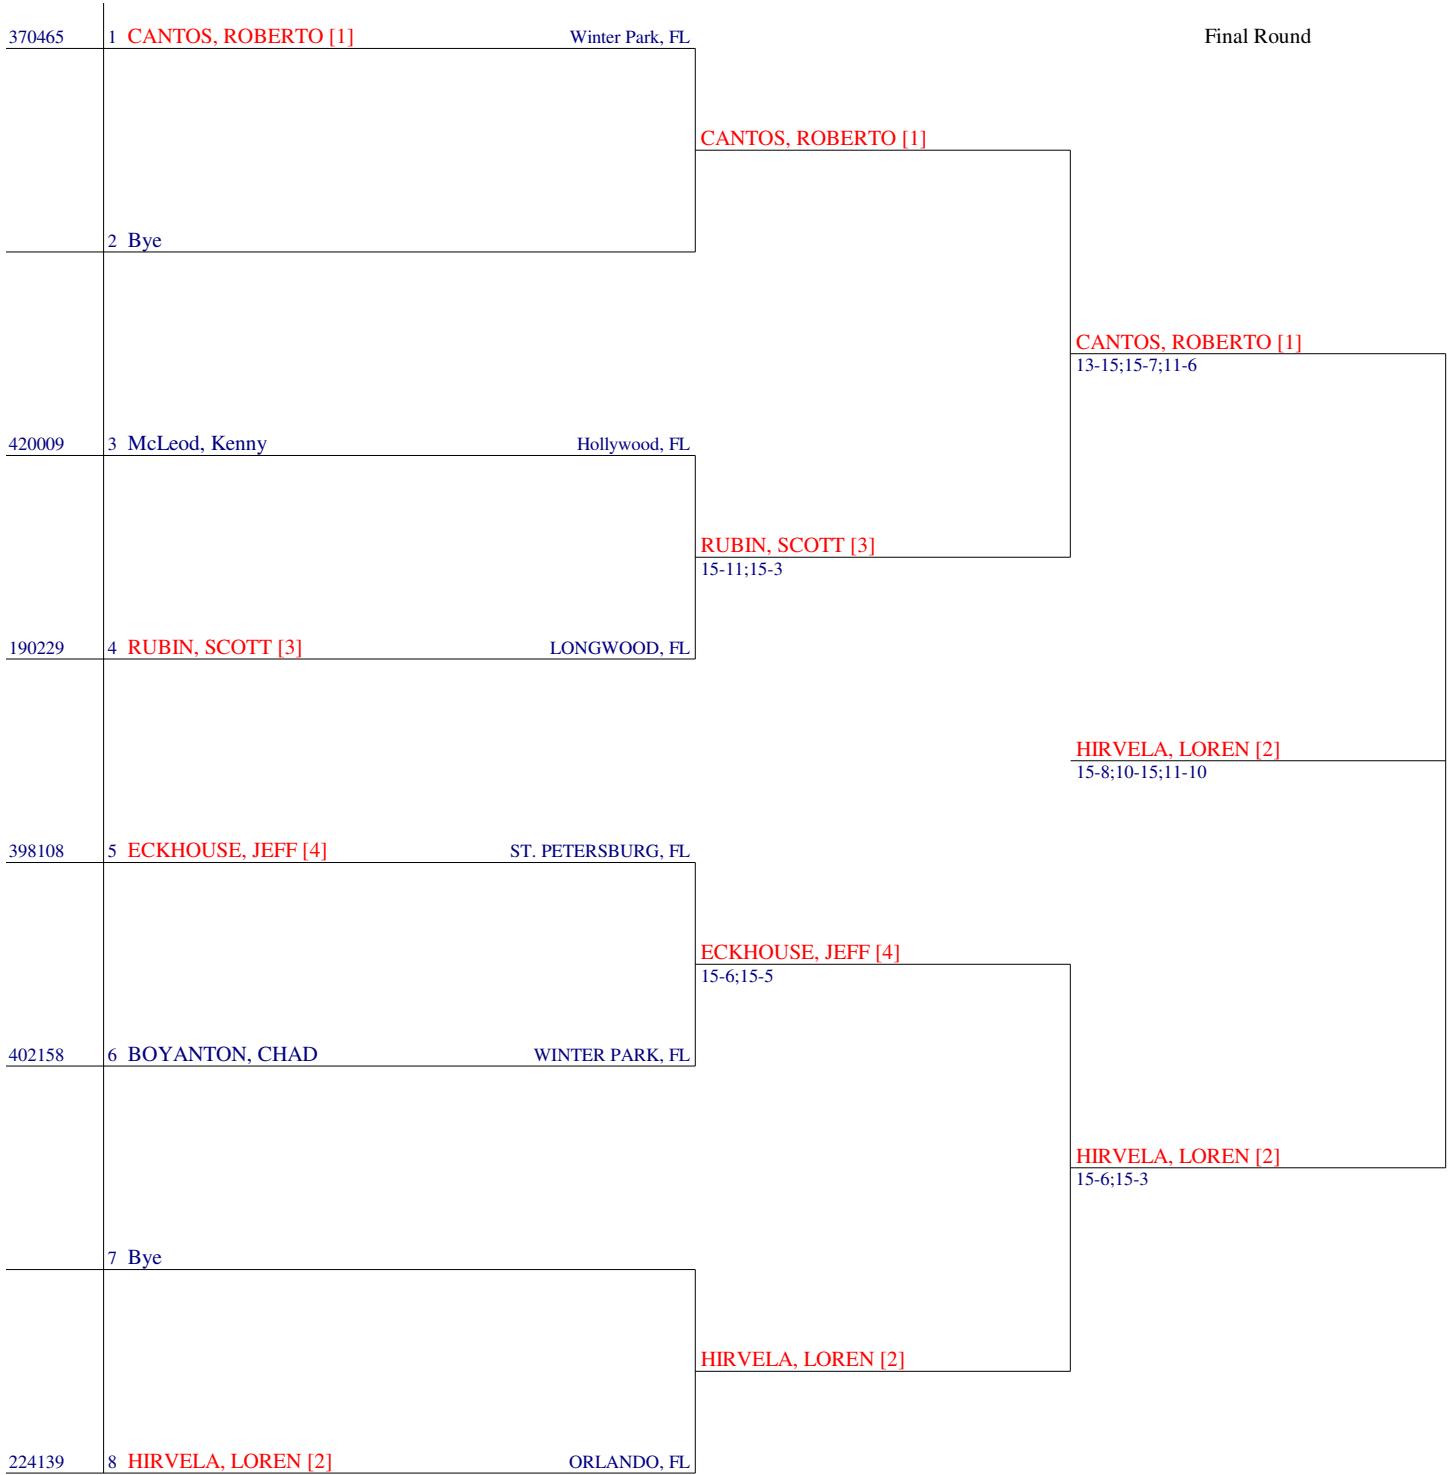 370465 1 CANTOS, ROBERTO [1] Winter Park, FL Final Round
CANTOS, ROBERTO [1]
2 Bye
CANTOS, ROBERTO [1]
13-15;15-7;11-6
420009 3 McLeod, Kenny Hollywood, FL
RUBIN, SCOTT [3]
15-11;15-3
190229 4 RUBIN, SCOTT [3] LONGWOOD, FL
HIRVELA, LOREN [2]
15-8;10-15;11-10
398108 5 ECKHOUSE, JEFF [4] ST. PETERSBURG, FL
ECKHOUSE, JEFF [4]
15-6;15-5
402158 6 BOYANTON, CHAD WINTER PARK, FL
HIRVELA, LOREN [2]
15-6;15-3
7 Bye
HIRVELA, LOREN [2]
224139 8 HIRVELA, LOREN [2] ORLANDO, FL